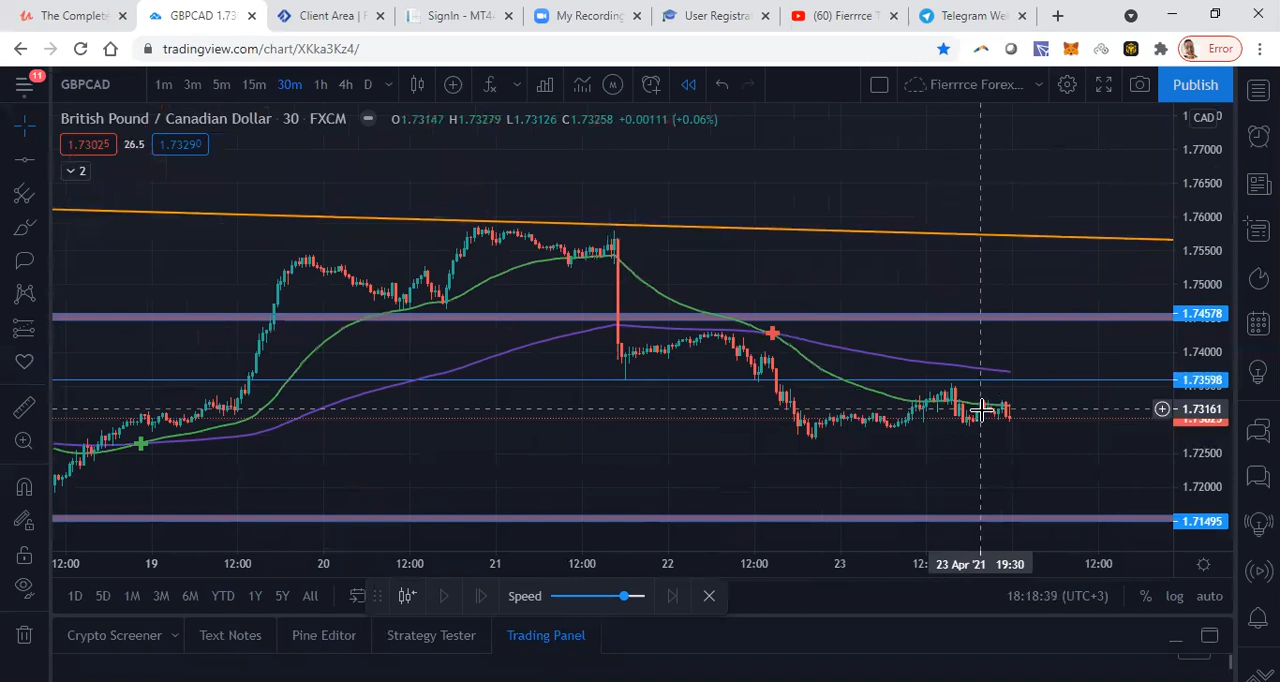 The Complete
GBPCAD 1.73
Client Area | F
SignIn - MT4
My Recording
User Registra
(60) Fierrrce T
Telegram We
tradingview.com/chart/XKka3Kz4/
Error
11
GBPCAD
1m 3m 5m 15m 30m 1h 4h D
Fierrrce Forex...
Publish
British Pound / Canadian Dollar · 30 · FXCM
O1.73147 H1.73279 L1.73126 C1.73258 +0.00111 (+0.06%)
CAD
1.73025
26.5
1.73290
2
1.77000
1.76500
1.76000
1.75500
1.75000
1.74578
1.74000
1.73598
1.73161
1.72500
1.72000
1.71495
12:00 19 12:00 20 12:00 21 12:00 22 12:00 23 12: 23 Apr '21 19:30 12:00
1D 5D 1M 3M 6M YTD 1Y 5Y All
Speed
18:18:39 (UTC+3)
% log auto
Crypto Screener
Text Notes
Pine Editor
Strategy Tester
Trading Panel